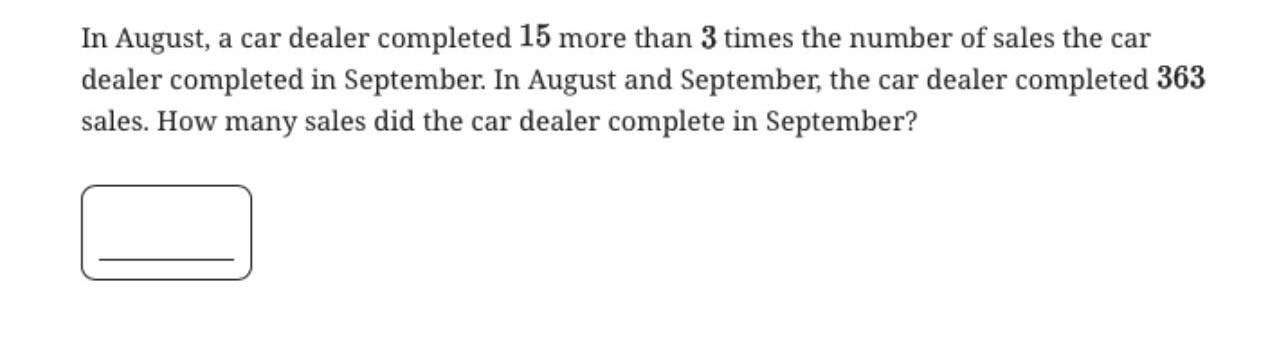 In August, a car dealer completed 15 more than 3 times the number of sales the car
dealer completed in September. In August and September, the car dealer completed 363
sales. How many sales did the car dealer complete in September?